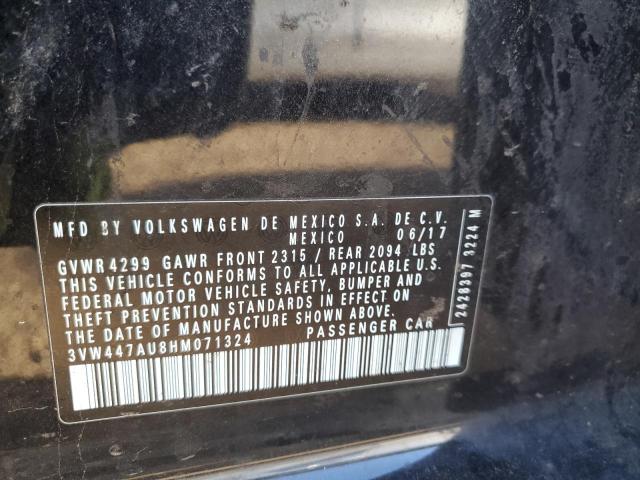 MFD BY VOLKSWAGEN DE MEXICO S.A. DE C.V.
MEXICO 06/17
GVWR 4299 GAWR FRONT 2315 / REAR 2094 LBS
THIS VEHICLE CONFORMS TO ALL APPLICABLE U.S.
FEDERAL MOTOR VEHICLE SAFETY, BUMPER AND
THEFT PREVENTION STANDARDS IN EFFECT ON
THE DATE OF MANUFACTURE SHOWN ABOVE.
3VW447AU8HM071324 PASSENGER CAR
2428397 3224 M